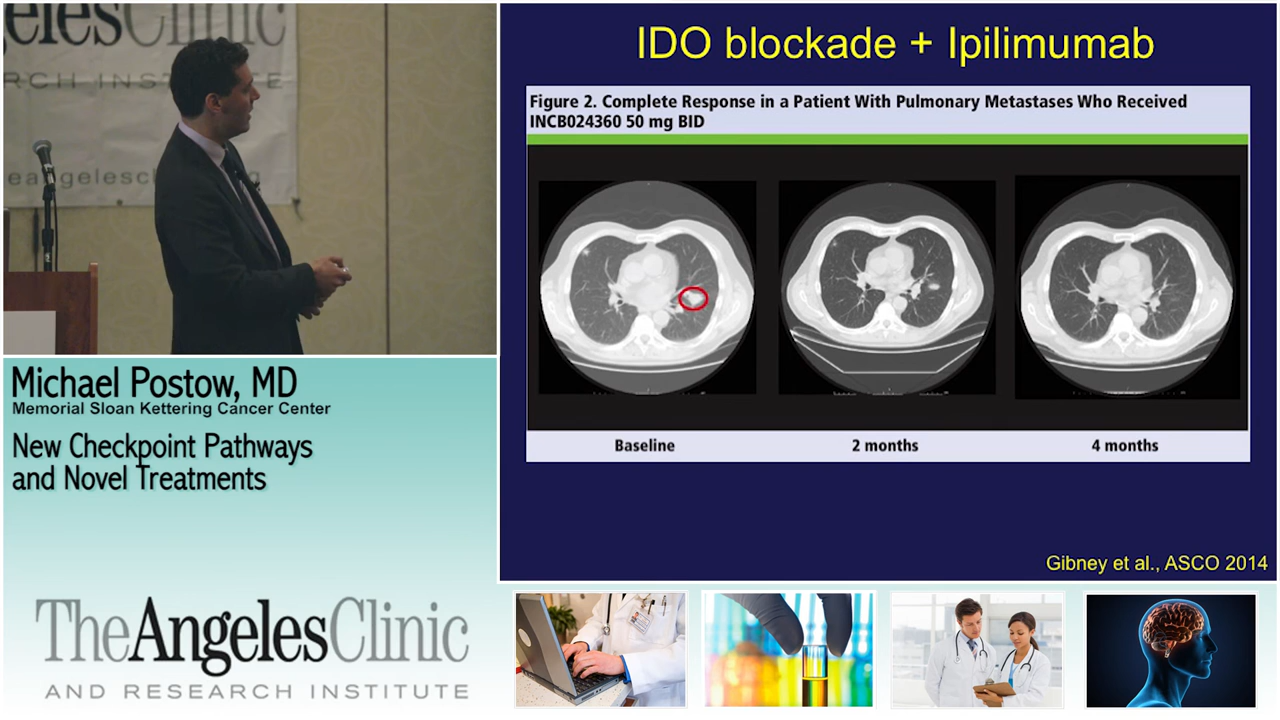 IDO blockade + Ipilimumab
Figure 2. Complete Response in a Patient With Pulmonary Metastases Who Received
INCB024360 50 mg BID
Baseline
2 months
4 months
Gibney et al., ASCO 2014
Michael Postow, MD
Memorial Sloan Kettering Cancer Center
New Checkpoint Pathways
and Novel Treatments
TheAngelesClinic
AND RESEARCH INSTITUTE